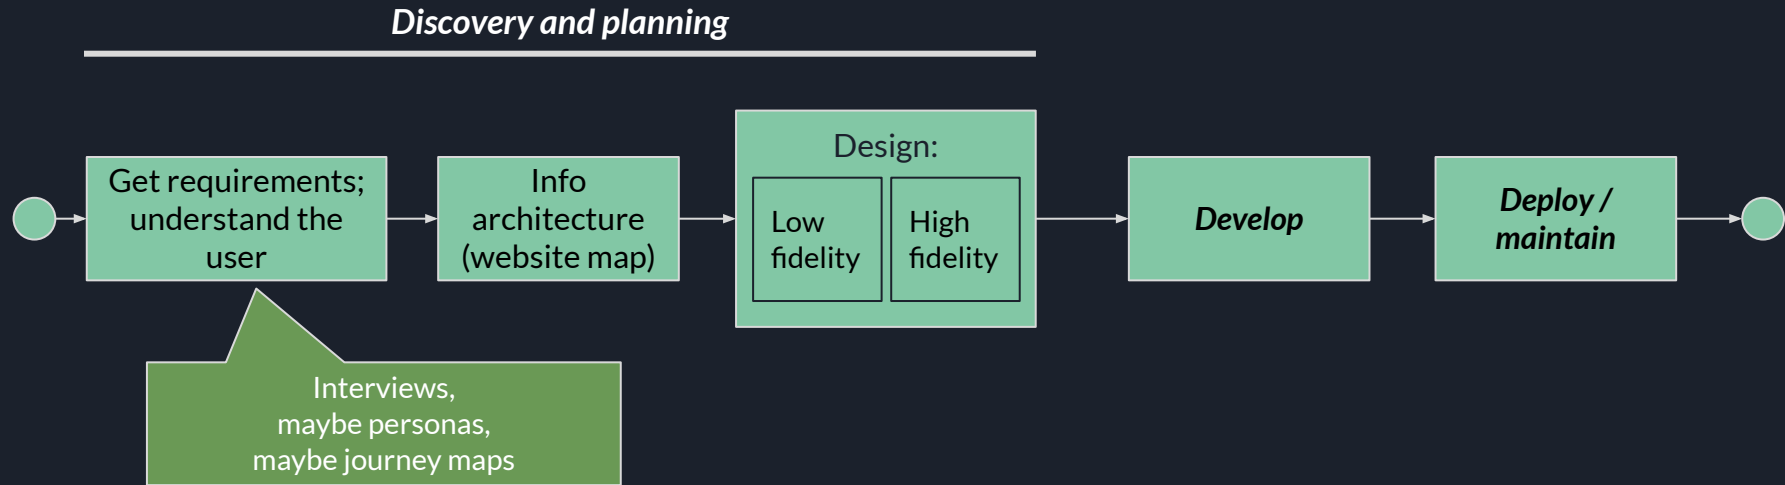 Discovery and planning
Get requirements;
understand the
user
Info
architecture
(website map)
Design:
Low
fidelity
High
fidelity
Develop
Deploy /
maintain
Interviews,
maybe personas,
maybe journey maps